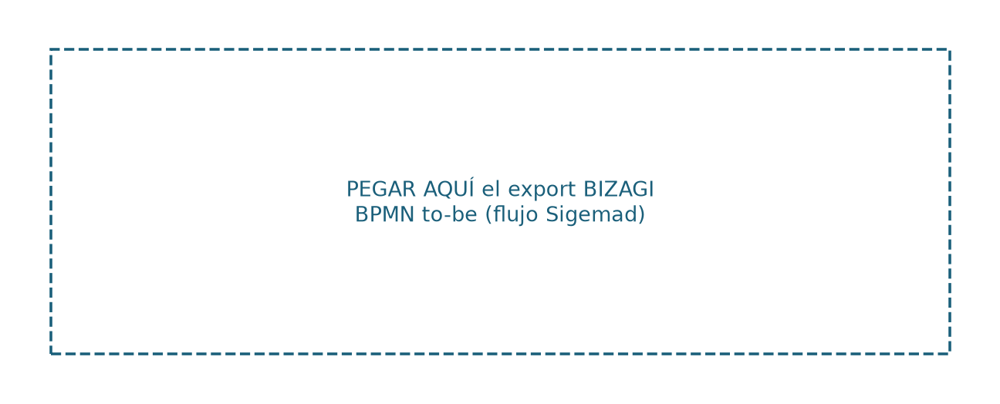 PEGAR AQUÍ el export BIZAGI
BPMN to-be (flujo Sigemad)